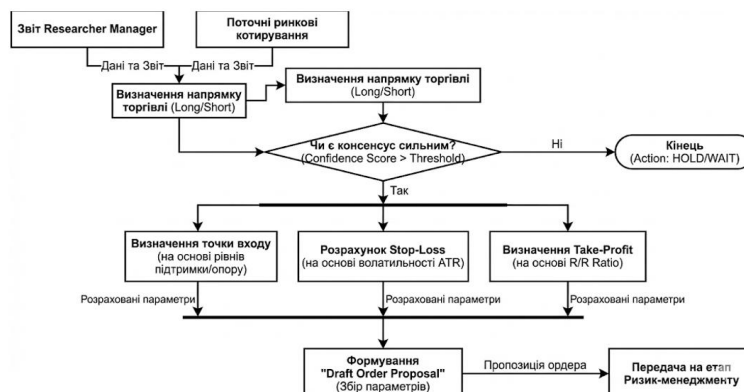 Звіт Researcher Manager
Поточні ринкові
котирування
Дані та Звіт
Дані та Звіт
Визначення напрямку
торгівлі (Long/Short)
Визначення напрямку торгівлі
(Long/Short)
Чи є консенсус сильним?
(Confidence Score > Threshold)
Ні
Кінець
(Action: HOLD/WAIT)
Так
Визначення точки входу
(на основі рівнів
підтримки/опору)
Розрахунок Stop-Loss
(на основі волатильності ATR)
Визначення Take-Profit
(на основі R/R Ratio)
Розраховані параметри
Розраховані параметри
Розраховані параметри
Формування
"Draft Order Proposal"
(Збір параметрів)
Пропозиція ордера
Передача на етап
Ризик-менеджменту